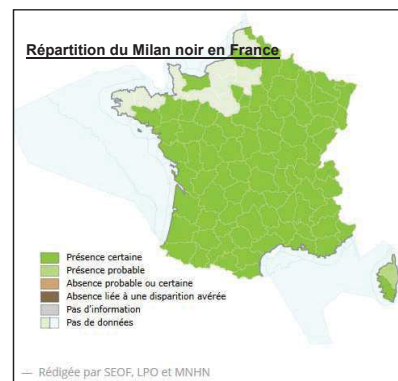 Répartition du Milan noir en France
Présence certaine
Présence probable
Absence probable ou certaine
Absence liée à une disparition avérée
Pas d'information
Pas de données
— Rédigée par SEOF, LPO et MNHN